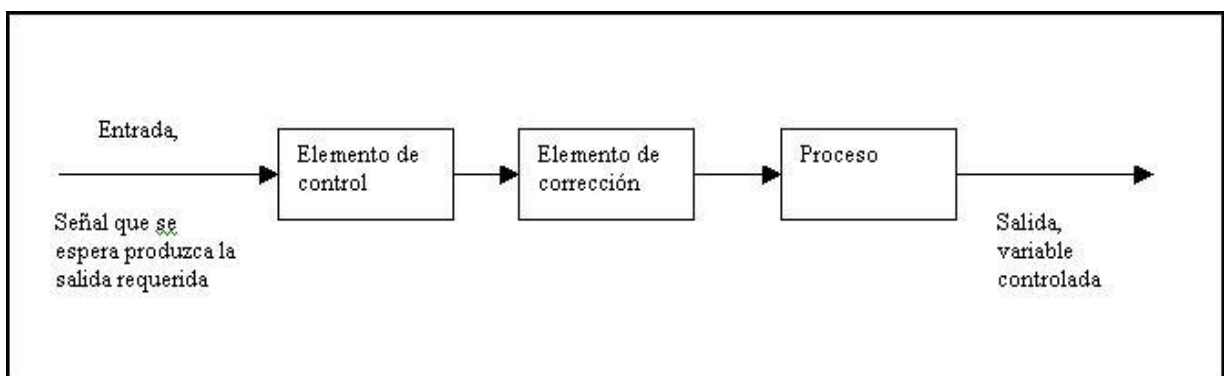 Entrada,
Señal que se
espera produzca la
salida requerida
Elemento de
control
Elemento de
corrección
Proceso
Salida,
variable
controlada